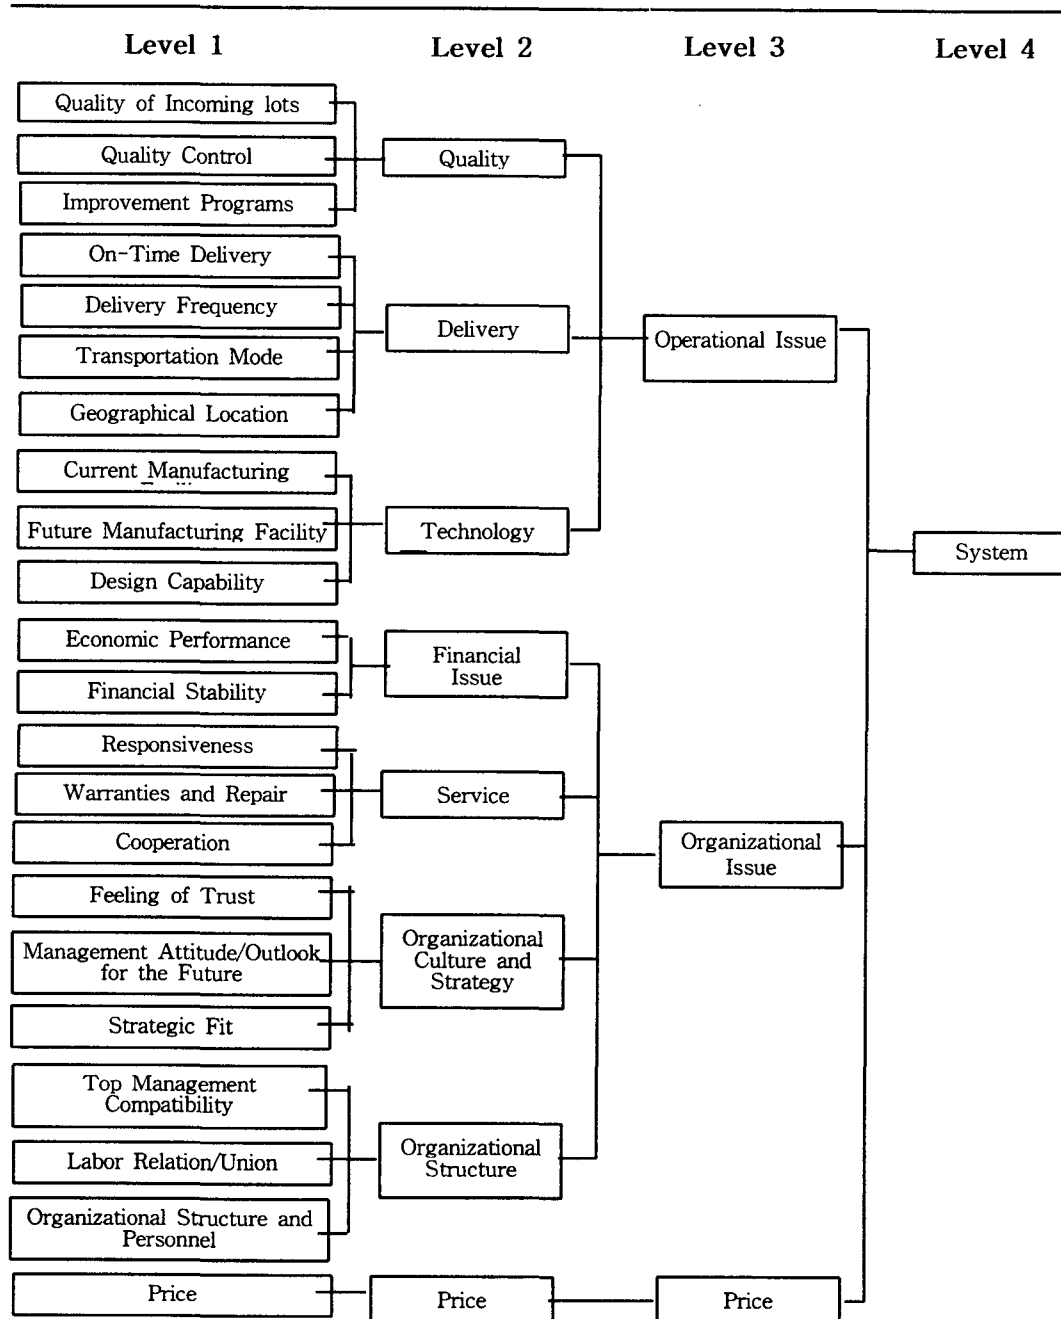 Level 1
Level 2
Level 3
Level 4
Quality of Incoming lots
Quality Control
Improvement Programs
Quality
On-Time Delivery
Delivery Frequency
Transportation Mode
Geographical Location
Delivery
Operational Issue
Current Manufacturing
Future Manufacturing Facility
Design Capability
Technology
System
Economic Performance
Financial Stability
Financial
Issue
Responsiveness
Warranties and Repair
Cooperation
Service
Organizational
Issue
Feeling of Trust
Management Attitude/Outlook
for the Future
Strategic Fit
Organizational
Culture and
Strategy
Top Management
Compatibility
Labor Relation/Union
Organizational Structure and
Personnel
Organizational
Structure
Price
Price
Price